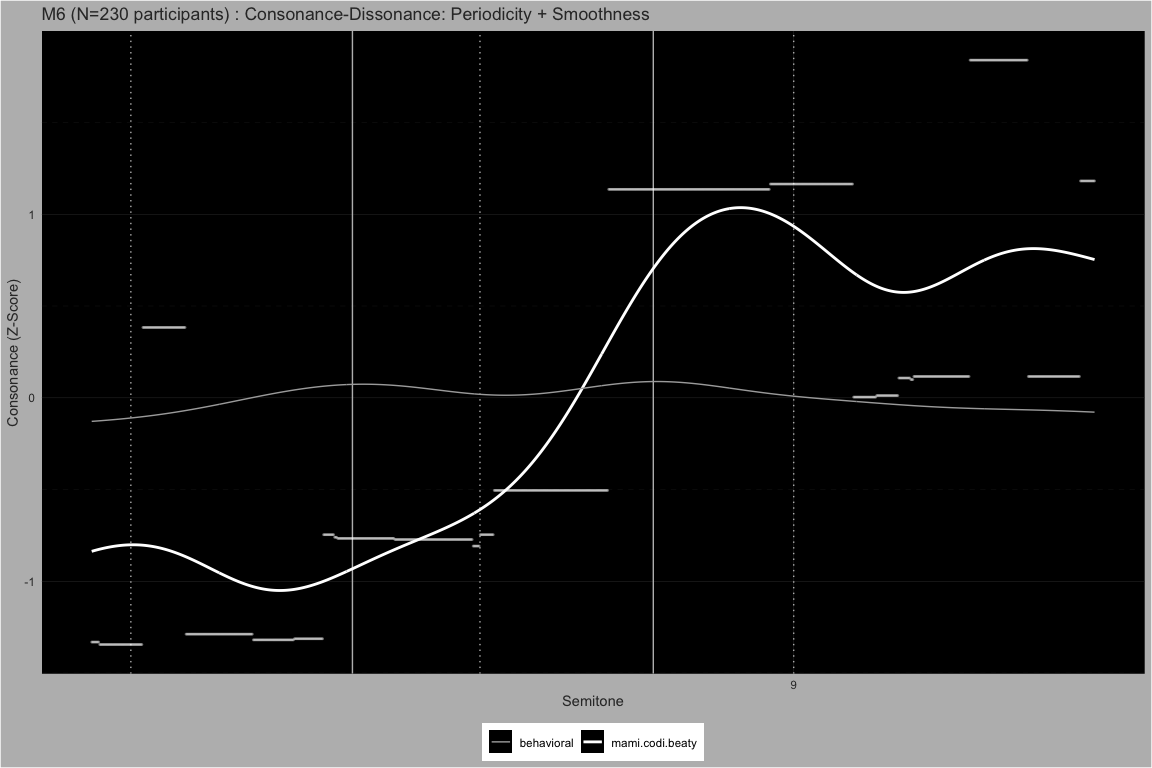 M6 (N=230 participants) : Consonance-Dissonance: Periodicity + Smoothness
Consonance (Z-Score)
1
0
-1
9
Semitone
behavioral mami.codi.beaty